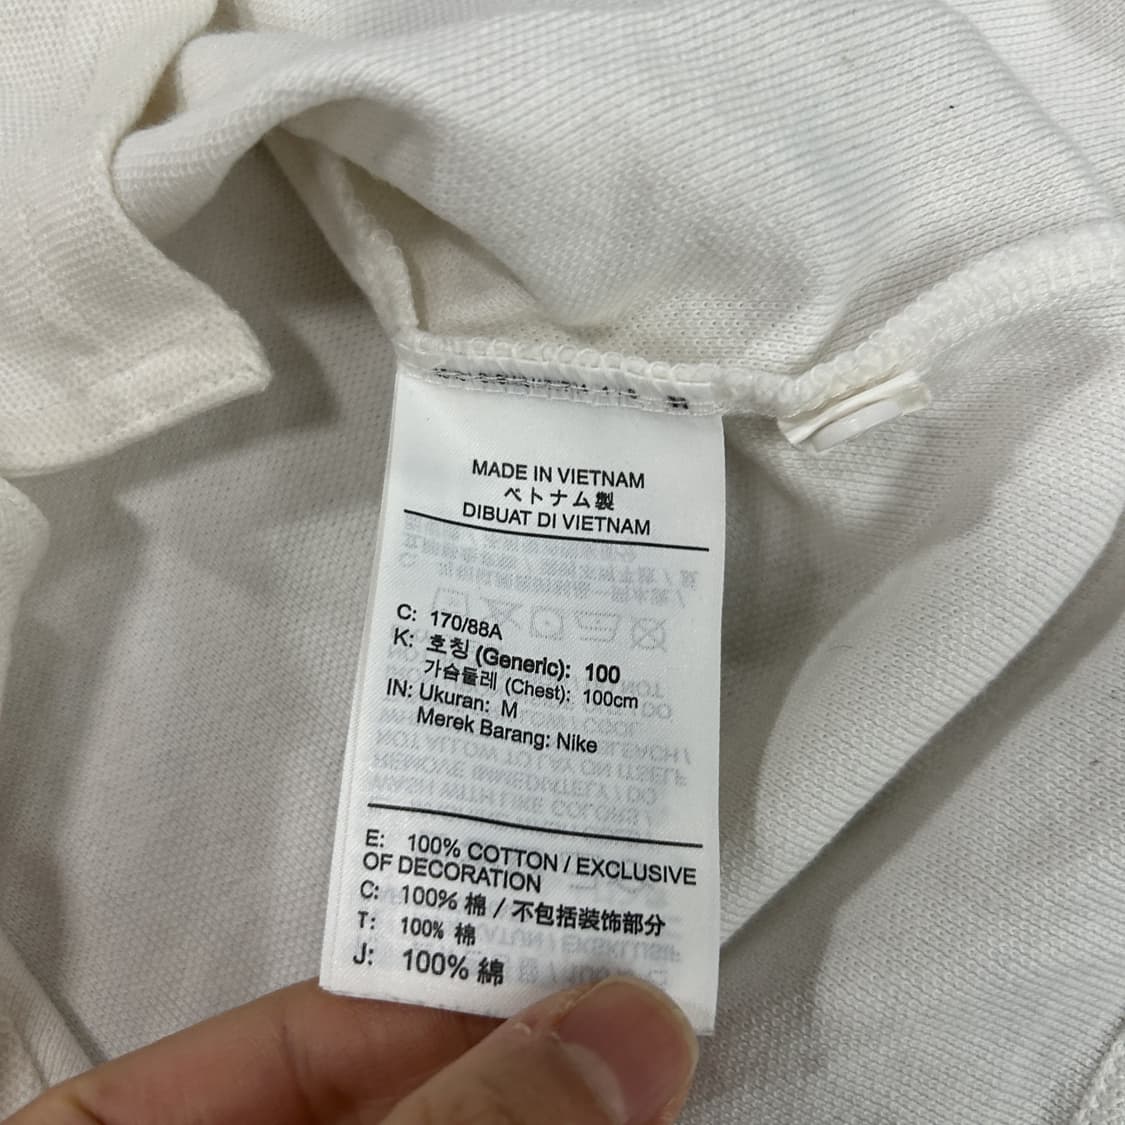 MADE IN VIETNAM
ベトナム製
DIBUAT DI VIETNAM
C: 170/88A
K: 호칭 (Generic): 100
가슴둘레 (Chest): 100cm
IN: Ukuran: M
Merek Barang: Nike
E: 100% COTTON / EXCLUSIVE
OF DECORATION
C: 100% 棉 / 不包括装饰部分
T: 100% 棉
J: 100% 綿